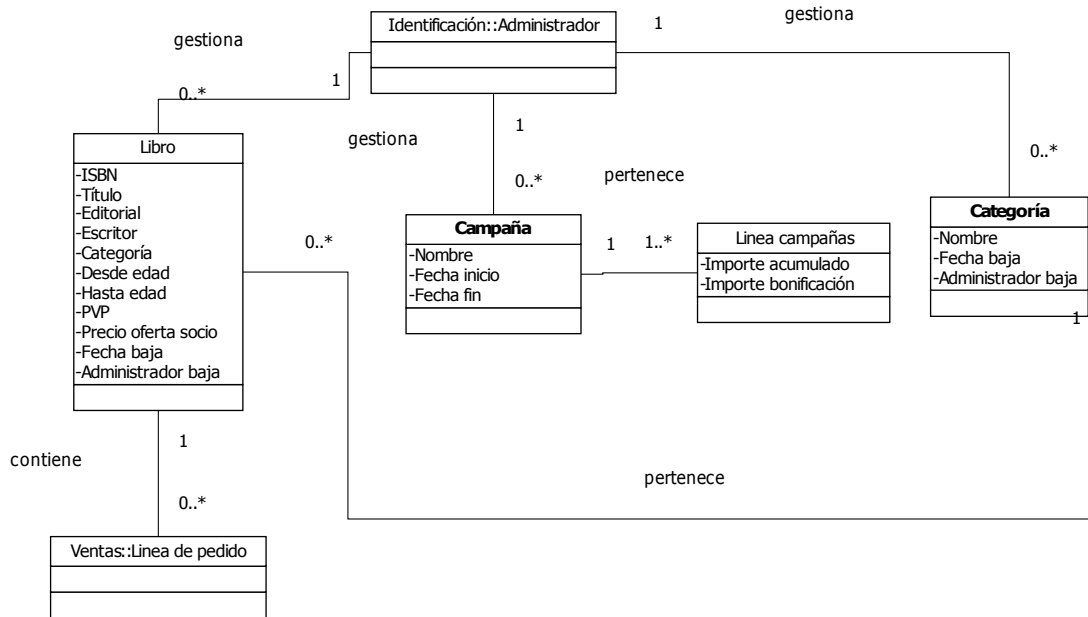 Identificación::Administrador
gestiona
1
gestiona
1
0..*
gestiona
1
0..*
0..*
Libro
-ISBN
-Título
-Editorial
-Escritor
-Categoría
-Desde edad
-Hasta edad
-PVP
-Precio oferta socio
-Fecha baja
-Administrador baja
0..*
Campaña
-Nombre
-Fecha inicio
-Fecha fin
pertenece
1
1..*
Linea campañas
-Importe acumulado
-Importe bonificación
Categoría
-Nombre
-Fecha baja
-Administrador baja
1
contiene
1
0..*
pertenece
Ventas::Linea de pedido